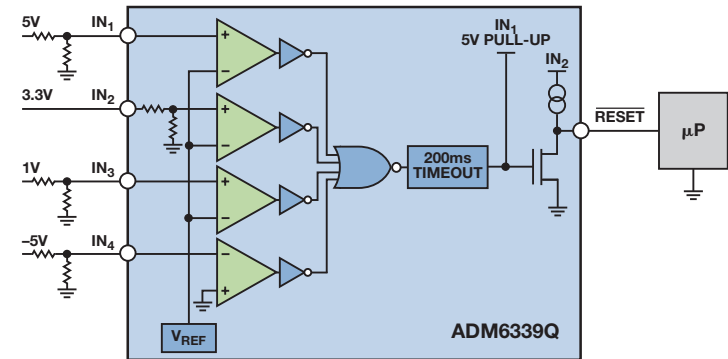 5V
IN1
IN1
5V PULL-UP
IN2
3.3V
IN2
RESET
μP
200ms
TIMEOUT
1V
IN3
–5V
IN4
VREF
ADM6339Q
+
–
+
–
+
–
–
+